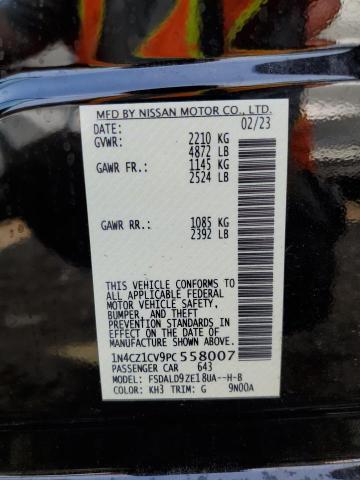 MFD BY NISSAN MOTOR CO., LTD.
DATE: 02/23
GVWR: 2210 KG
4872 LB
GAWR FR.: 1145 KG
2524 LB
GAWR RR.: 1085 KG
2392 LB
THIS VEHICLE CONFORMS TO
ALL APPLICABLE FEDERAL
MOTOR VEHICLE SAFETY,
BUMPER, AND THEFT
PREVENTION STANDARDS IN
EFFECT ON THE DATE OF
MANUFACTURE SHOWN ABOVE.
1N4CZ1CV9PC558007
PASSENGER CAR 643
MODEL: FSDALD9ZE18UA--H-B
COLOR: KH3 TRIM: G 9N00A